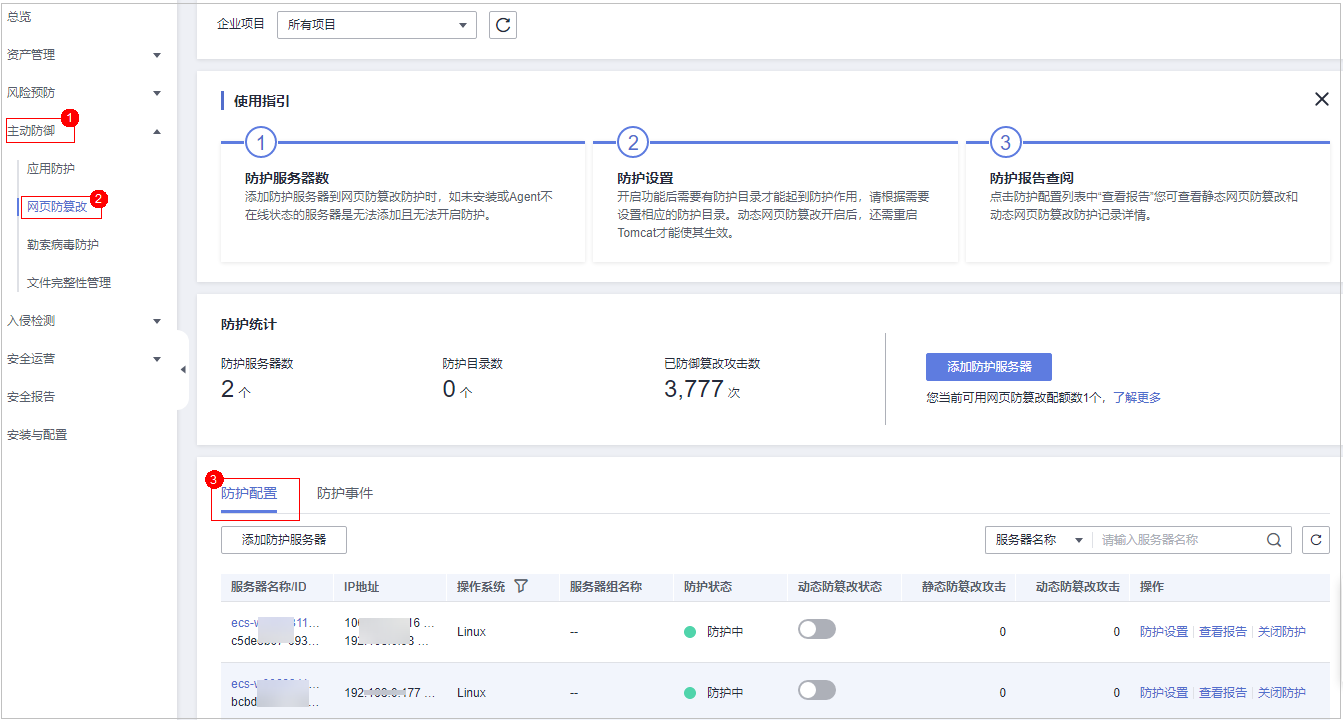 总览
资产管理
风险预防
主动防御
1
应用防护
网页防篡改
2
勒索病毒防护
文件完整性管理
入侵检测
安全运营
安全报告
安装与配置
企业项目
所有项目
使用指引
1
防护服务器数
添加防护服务器到网页防篡改防护时，如未安装或Agent不
在线状态的服务器是无法添加且无法开启防护。
2
防护设置
开启功能后需要有防护目录才能起到防护作用，请根据需要
设置相应的防护目录。动态网页防篡改开启后，还需重启
Tomcat才能使其生效。
3
防护报告查阅
点击防护配置列表中“查看报告”您可查看静态网页防篡改和
动态网页防篡改防护记录详情。
防护统计
防护服务器数
2 个
防护目录数
0 个
已防御篡改攻击数
3,777 次
添加防护服务器
您当前可用网页防篡改配额数1个，了解更多
3
防护配置 防护事件
添加防护服务器
服务器名称 请输入服务器名称
服务器名称/ID IP地址 操作系统 服务器组名称 防护状态 动态防篡改状态 静态防篡改攻击 动态防篡改攻击 操作
Linux -- 防护中 0 0 防护设置 查看报告 关闭防护
Linux -- 防护中 0 0 防护设置 查看报告 关闭防护